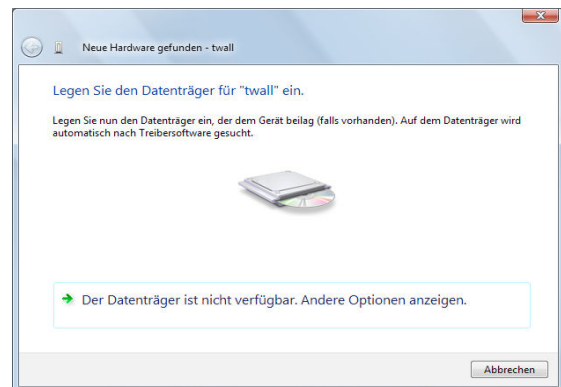 Neue Hardware gefunden - twall
Legen Sie den Datenträger für "twall" ein.
Legen Sie nun den Datenträger ein, der dem Gerät beilag (falls vorhanden). Auf dem Datenträger wird
automatisch nach Treibersoftware gesucht.
Der Datenträger ist nicht verfügbar. Andere Optionen anzeigen.
Abbrechen